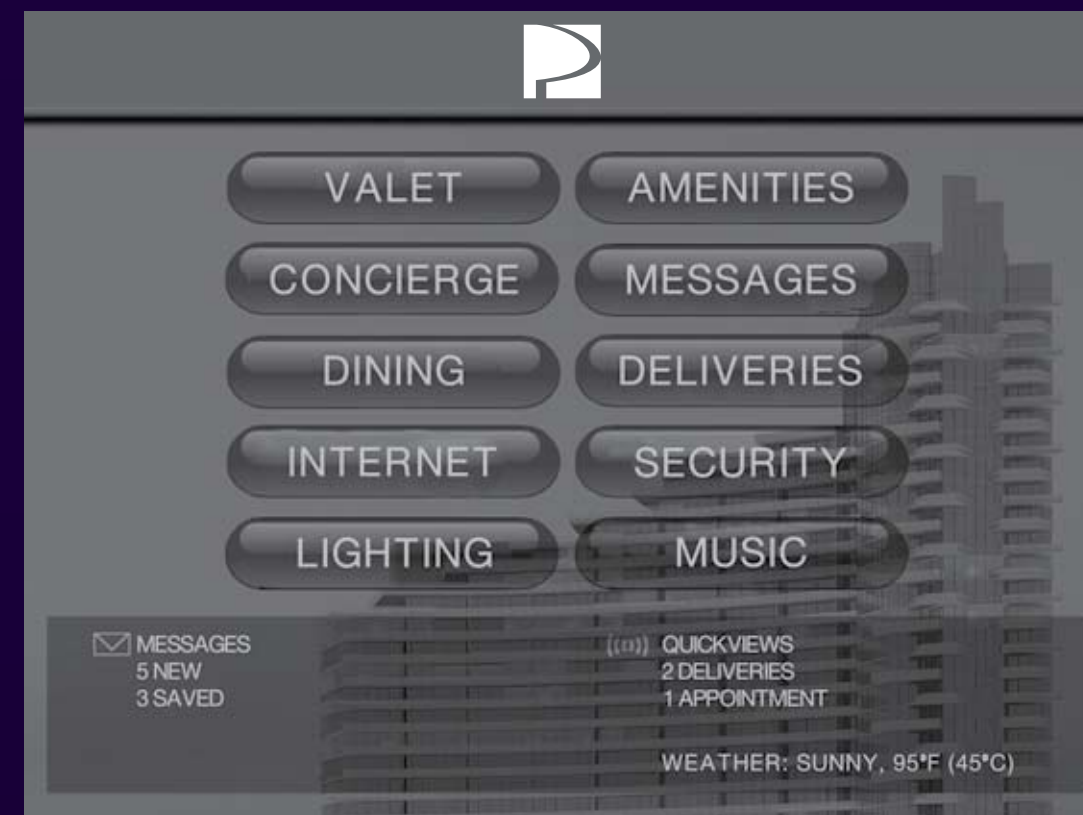 VALET
AMENITIES
CONCIERGE
MESSAGES
DINING
DELIVERIES
INTERNET
SECURITY
LIGHTING
MUSIC
MESSAGES
5 NEW
3 SAVED
QUICKVIEWS
2 DELIVERIES
1 APPOINTMENT
WEATHER: SUNNY, 95°F (45°C)